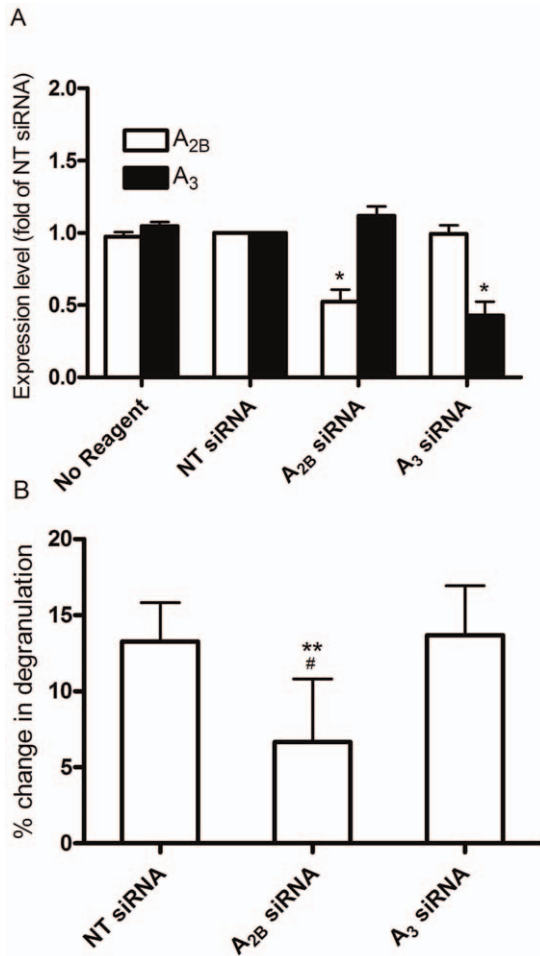 A
Expression level (fold of NT siRNA)
2.0
1.5
1.0
0.5
0.0
A2B
A3
*
*
No Reagent
NT siRNA
A2B siRNA
A3 siRNA
B
% change in degranulation
20
15
10
5
0
**
#
NT siRNA
A2B siRNA
A3 siRNA